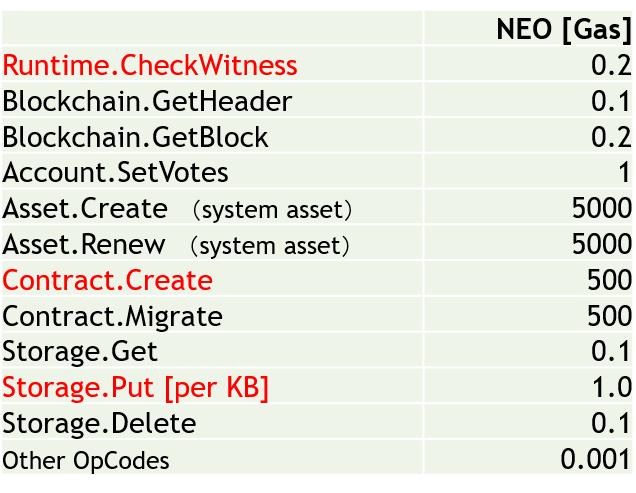 NEO [Gas]
Runtime.CheckWitness 0.2
Blockchain.GetHeader 0.1
Blockchain.GetBlock 0.2
Account.SetVotes 1
Asset.Create （system asset） 5000
Asset.Renew （system asset） 5000
Contract.Create 500
Contract.Migrate 500
Storage.Get 0.1
Storage.Put [per KB] 1.0
Storage.Delete 0.1
Other OpCodes 0.001